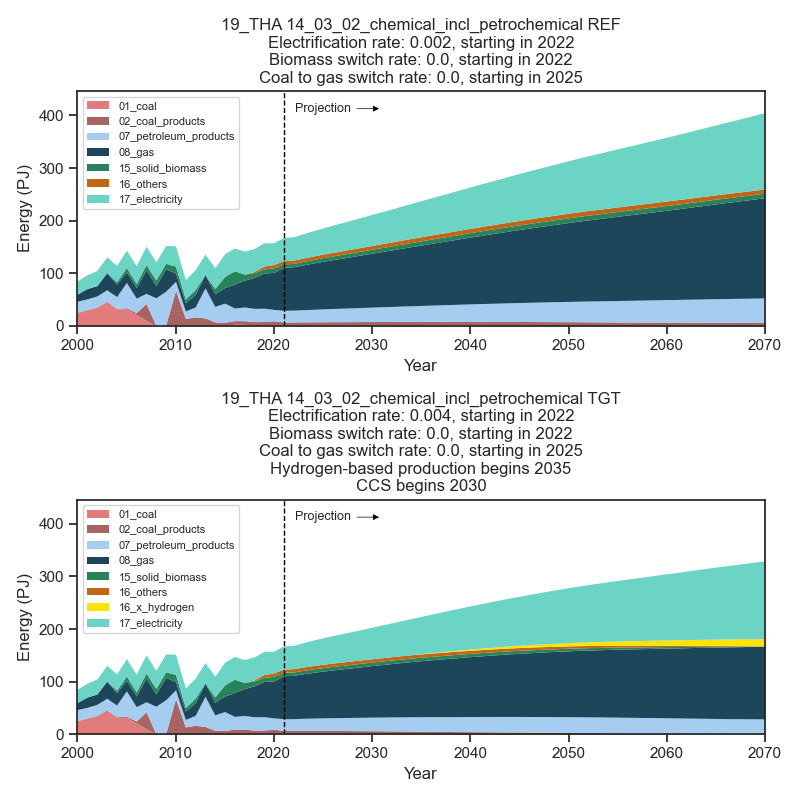 19_THA 14_03_02_chemical_incl_petrochemical REF
Electrification rate: 0.002, starting in 2022
Biomass switch rate: 0.0, starting in 2022
Coal to gas switch rate: 0.0, starting in 2025
Energy (PJ)
400
300
200
100
0
01_coal
02_coal_products
07_petroleum_products
08_gas
15_solid_biomass
16_others
17_electricity
Projection
2000 2010 2020 2030 2040 2050 2060 2070
Year
19_THA 14_03_02_chemical_incl_petrochemical TGT
Electrification rate: 0.004, starting in 2022
Biomass switch rate: 0.0, starting in 2022
Coal to gas switch rate: 0.0, starting in 2025
Hydrogen-based production begins 2035
CCS begins 2030
Energy (PJ)
400
300
200
100
0
01_coal
02_coal_products
07_petroleum_products
08_gas
15_solid_biomass
16_others
16_x_hydrogen
17_electricity
Projection
2000 2010 2020 2030 2040 2050 2060 2070
Year